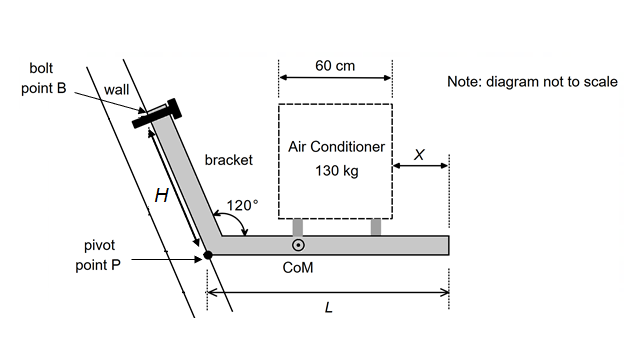 60 cm
Note: diagram not to scale
bolt
point B
wall
Air Conditioner
130 kg
X
bracket
H
120°
pivot
point P
CoM
L